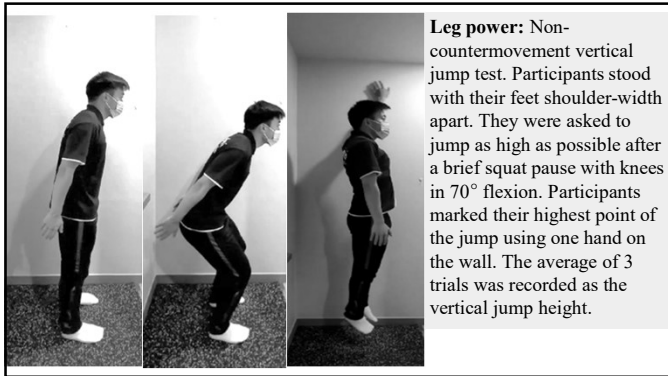 Leg power: Non-
countermovement vertical
jump test. Participants stood
with their feet shoulder-width
apart. They were asked to
jump as high as possible after
a brief squat pause with knees
in 70° flexion. Participants
marked their highest point of
the jump using one hand on
the wall. The average of 3
trials was recorded as the
vertical jump height.